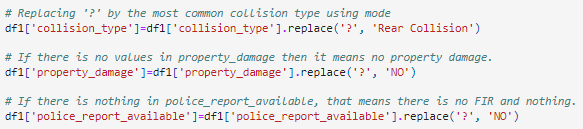 # Replacing '?' by the most common collision type using mode
df1['collision_type']=df1['collision_type'].replace('?', 'Rear Collision')
# If there is no values in property_damage then it means no property damage.
df1['property_damage']=df1['property_damage'].replace('?', 'NO')
# If there is nothing in police_report_available, that means there is no FIR and nothing.
df1['police_report_available']=df1['police_report_available'].replace('?', 'NO')